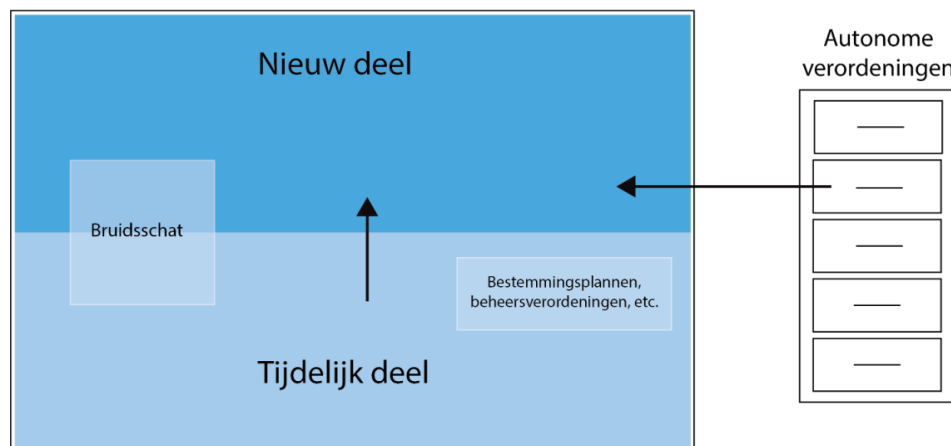 Nieuw deel
Autonome
verordeningen
Bruidsschat
Bestemmingsplannen,
beheersverordeningen, etc.
Tijdelijk deel